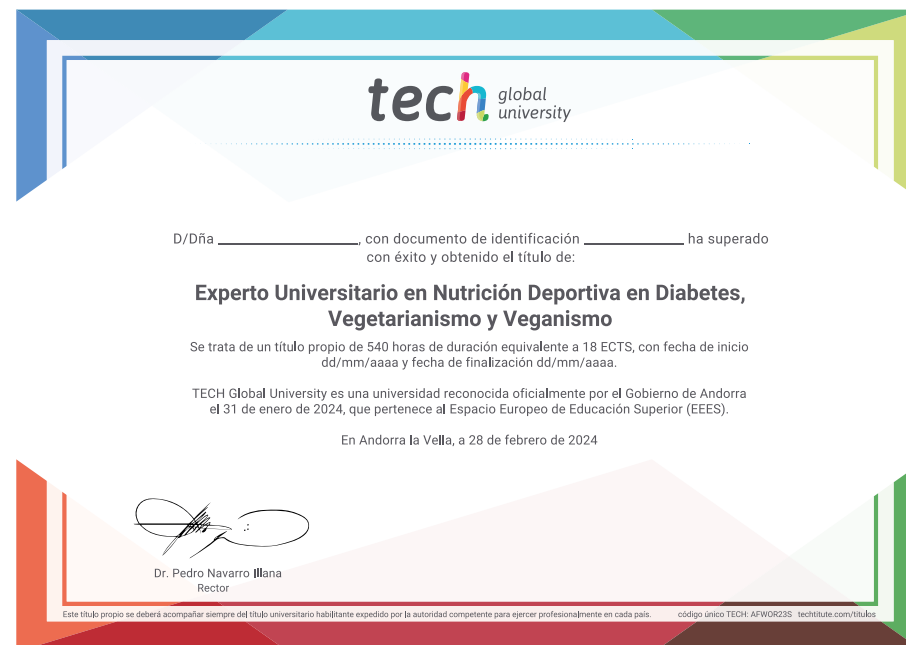 tech global university
D/Dña ____________________, con documento de identificación ______________ ha superado
con éxito y obtenido el título de:
Experto Universitario en Nutrición Deportiva en Diabetes,
Vegetarianismo y Veganismo
Se trata de un título propio de 540 horas de duración equivalente a 18 ECTS, con fecha de inicio
dd/mm/aaaa y fecha de finalización dd/mm/aaaa.
TECH Global University es una universidad reconocida oficialmente por el Gobierno de Andorra
el 31 de enero de 2024, que pertenece al Espacio Europeo de Educación Superior (EEES).
En Andorra la Vella, a 28 de febrero de 2024
Dr. Pedro Navarro Illana
Rector
Este título propio se deberá acompañar siempre del título universitario habilitante expedido por la autoridad competente para ejercer profesionalmente en cada país. código único TECH: AFWOR23S techtitute.com/titulos